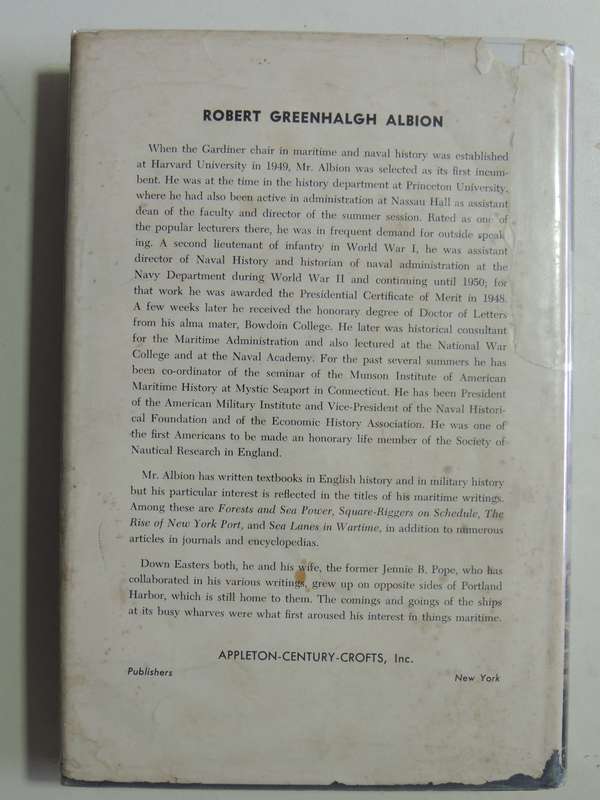 ROBERT GREENHALGH ALBION
When the Gardiner chair in maritime and naval history was established
at Harvard University in 1949, Mr. Albion was selected as its first incum-
bent. He was at the time in the history department at Princeton University,
where he had also been active in administration at Nassau Hall as assistant
dean of the faculty and director of the summer session. Rated as one of
the popular lecturers there, he was in frequent demand for outside speak
ing. A second lieutenant of infantry in World War I, he was assistant
director of Naval History and historian of naval administration at the
Navy Department during World War II and continuing until 1950; for
that work he was awarded the Presidential Certificate of Merit in 1948.
A few weeks later he received the honorary degree of Doctor of Letters
from his alma mater, Bowdoin College. He later was historical consultant
for the Maritime Administration and also lectured at the National War
College and at the Naval Academy. For the past several summers he has
been co-ordinator of the seminar of the Munson Institute of American
Maritime History at Mystic Seaport in Connecticut. He has been President
of the American Military Institute and Vice-President of the Naval Histori-
cal Foundation and of the Economic History Association. He was one of
the first Americans to be made an honorary life member of the Society of
Nautical Research in England.
Mr. Albion has written textbooks in English history and in military history
but his particular interest is reflected in the titles of his maritime writings.
Among these are Forests and Sea Power, Square-Riggers on Schedule, The
Rise of New York Port, and Sea Lanes in Wartime, in addition to numerous
articles in journals and encyclopedias.
Down Easters both, he and his wife, the former Jennie B. Pope, who has
collaborated in his various writings, grew up on opposite sides of Portland
Harbor, which is still home to them. The comings and goings of the ships
at its busy wharves were what first aroused his interest in things maritime.
APPLETON-CENTURY-CROFTS, Inc.
Publishers New York